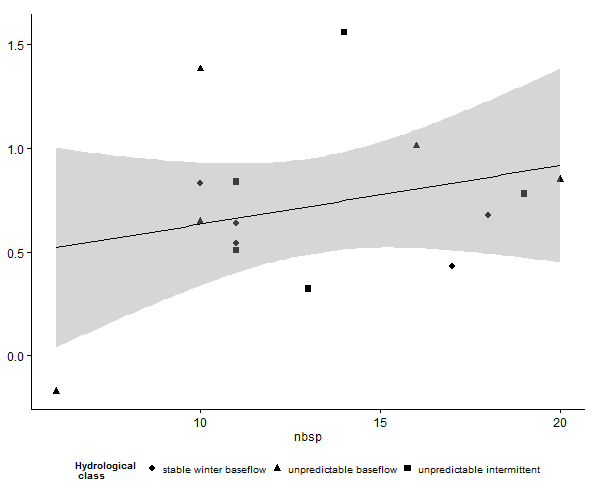 1.5
1.0
0.5
0.0
10 15 20
nbsp
Hydrological class stable winter baseflow unpredictable baseflow unpredictable intermittent